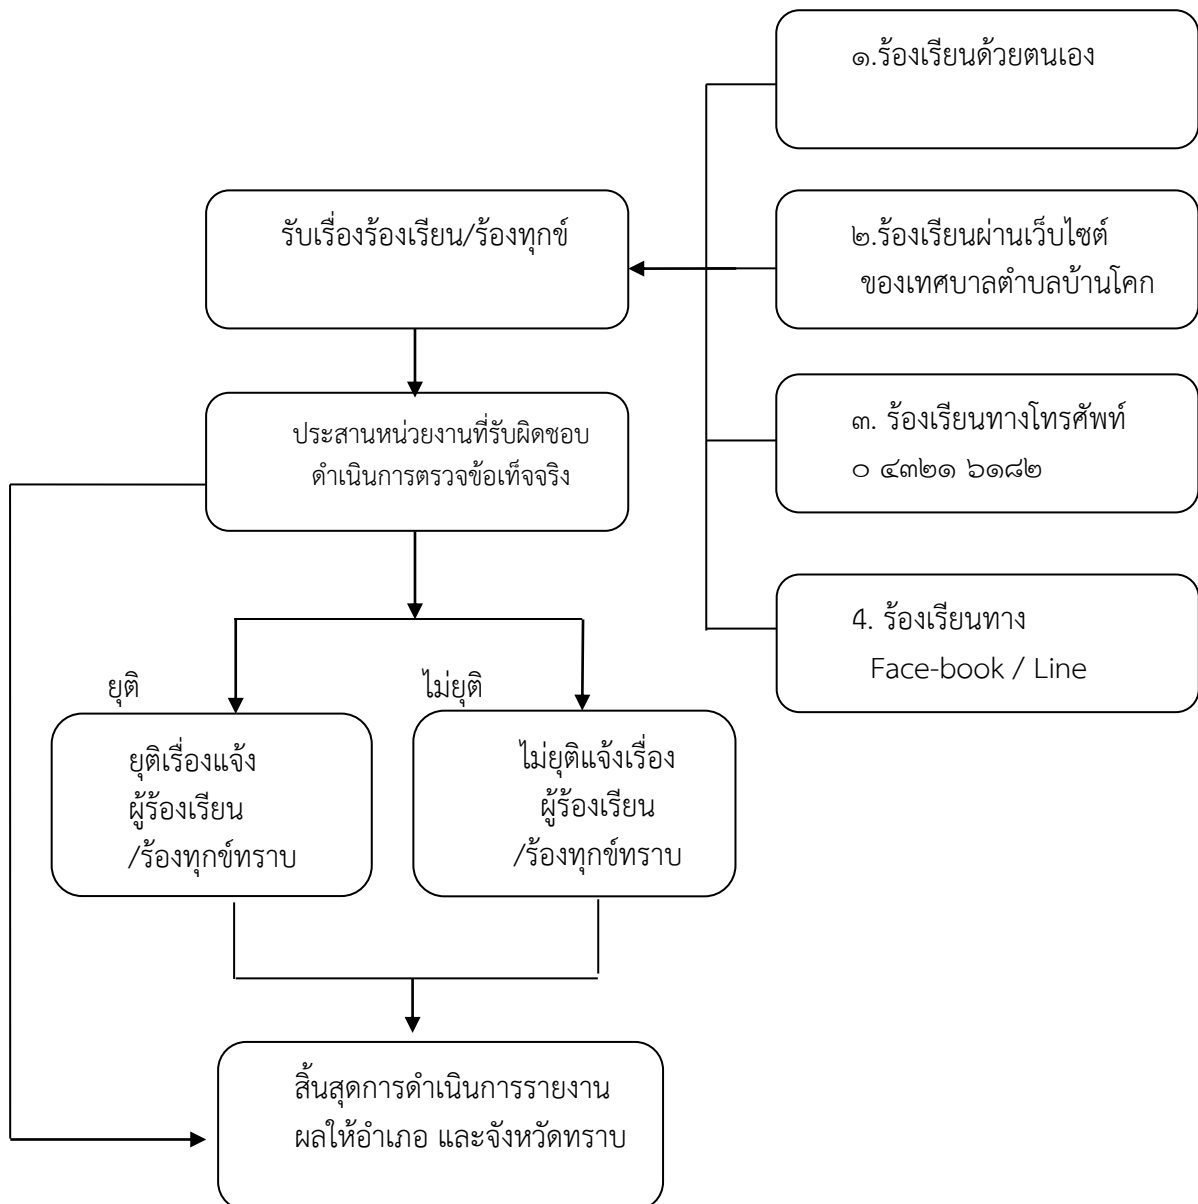 ๑.ร้องเรียนด้วยตนเอง
รับเรื่องร้องเรียน/ร้องทุกข์
๒.ร้องเรียนผ่านเว็บไซต์
ของเทศบาลตำบลบ้านโคก
๓. ร้องเรียนทางโทรศัพท์
๐ ๔๓๒๑ ๖๑๘๒
ประสานหน่วยงานที่รับผิดชอบ
ดำเนินการตรวจข้อเท็จจริง
4. ร้องเรียนทาง
Face-book / Line
ยุติ
ไม่ยุติ
ยุติเรื่องแจ้ง
ผู้ร้องเรียน
/ร้องทุกข์ทราบ
ไม่ยุติแจ้งเรื่อง
ผู้ร้องเรียน
/ร้องทุกข์ทราบ
สิ้นสุดการดำเนินการรายงาน
ผลให้อำเภอ และจังหวัดทราบ